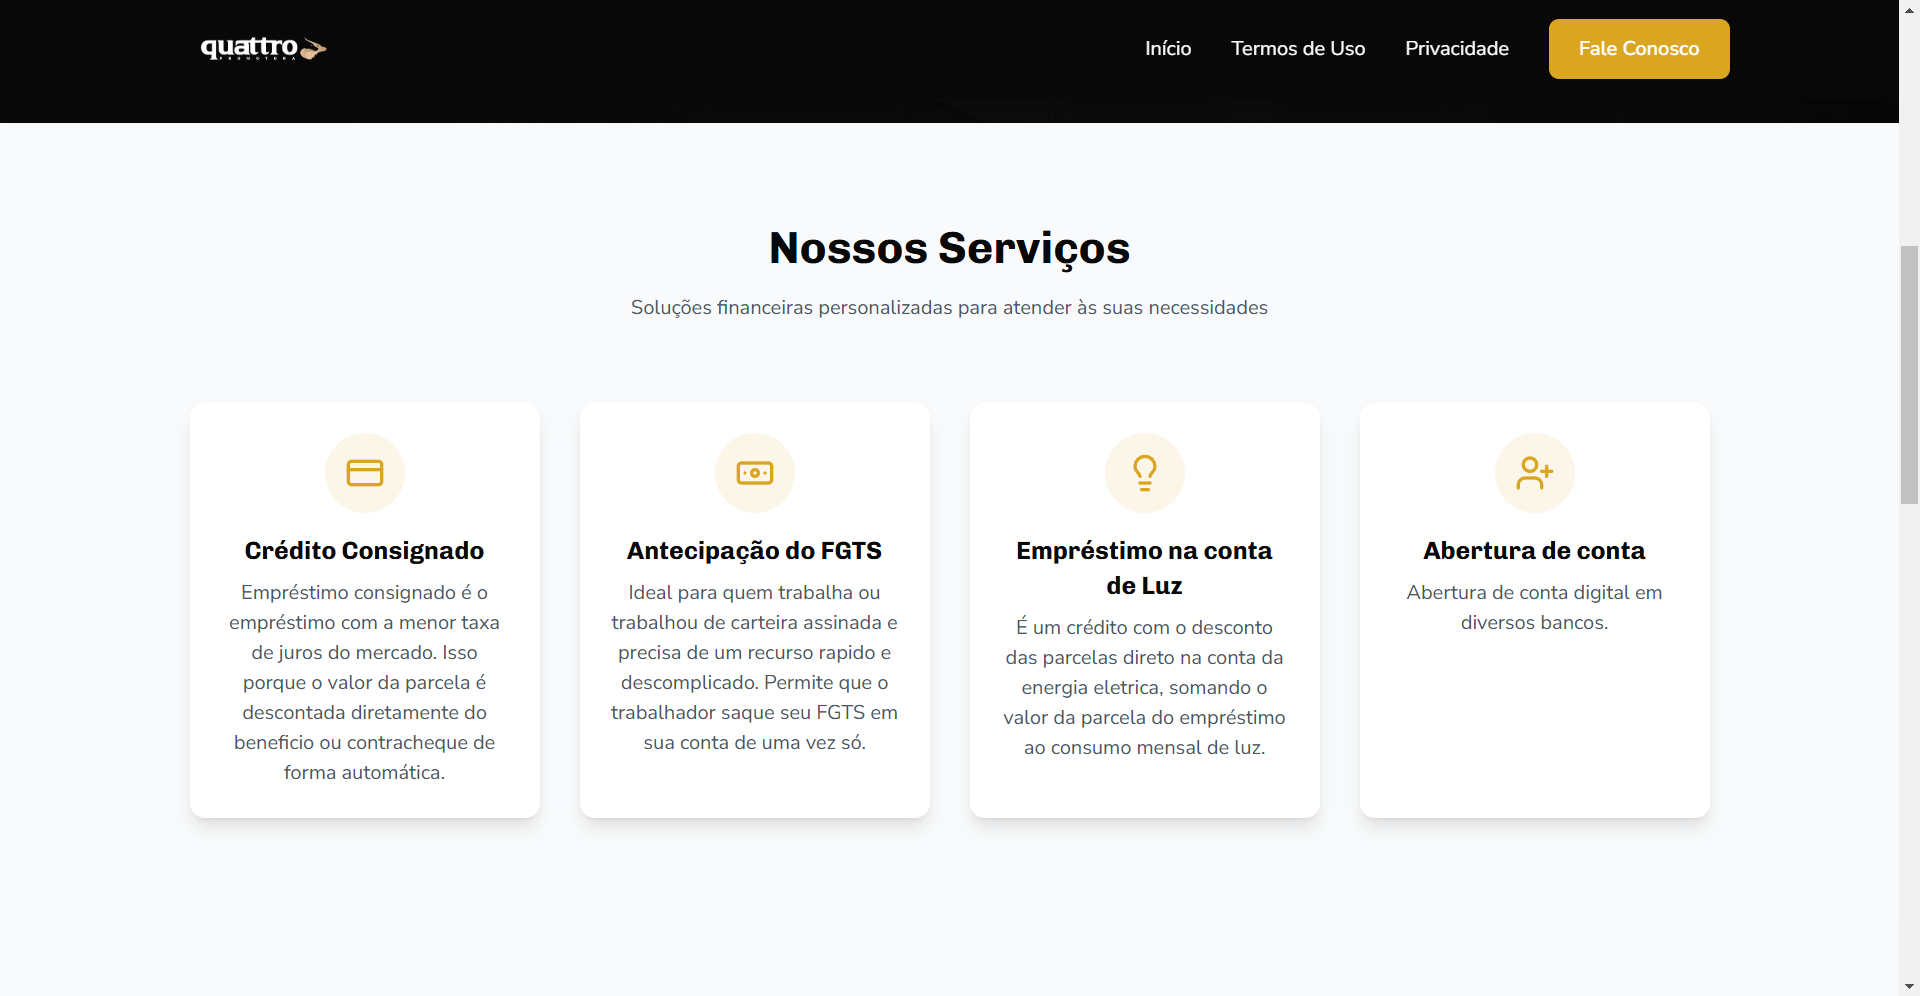 quattro
PROMOTORA
Início
Termos de Uso
Privacidade
Fale Conosco
Nossos Serviços
Soluções financeiras personalizadas para atender às suas necessidades
Crédito Consignado
Empréstimo consignado é o
empréstimo com a menor taxa
de juros do mercado. Isso
porque o valor da parcela é
descontada diretamente do
beneficio ou contracheque de
forma automática.
Antecipação do FGTS
Ideal para quem trabalha ou
trabalhou de carteira assinada e
precisa de um recurso rapido e
descomplicado. Permite que o
trabalhador saque seu FGTS em
sua conta de uma vez só.
Empréstimo na conta
de Luz
É um crédito com o desconto
das parcelas direto na conta da
energia eletrica, somando o
valor da parcela do empréstimo
ao consumo mensal de luz.
Abertura de conta
Abertura de conta digital em
diversos bancos.